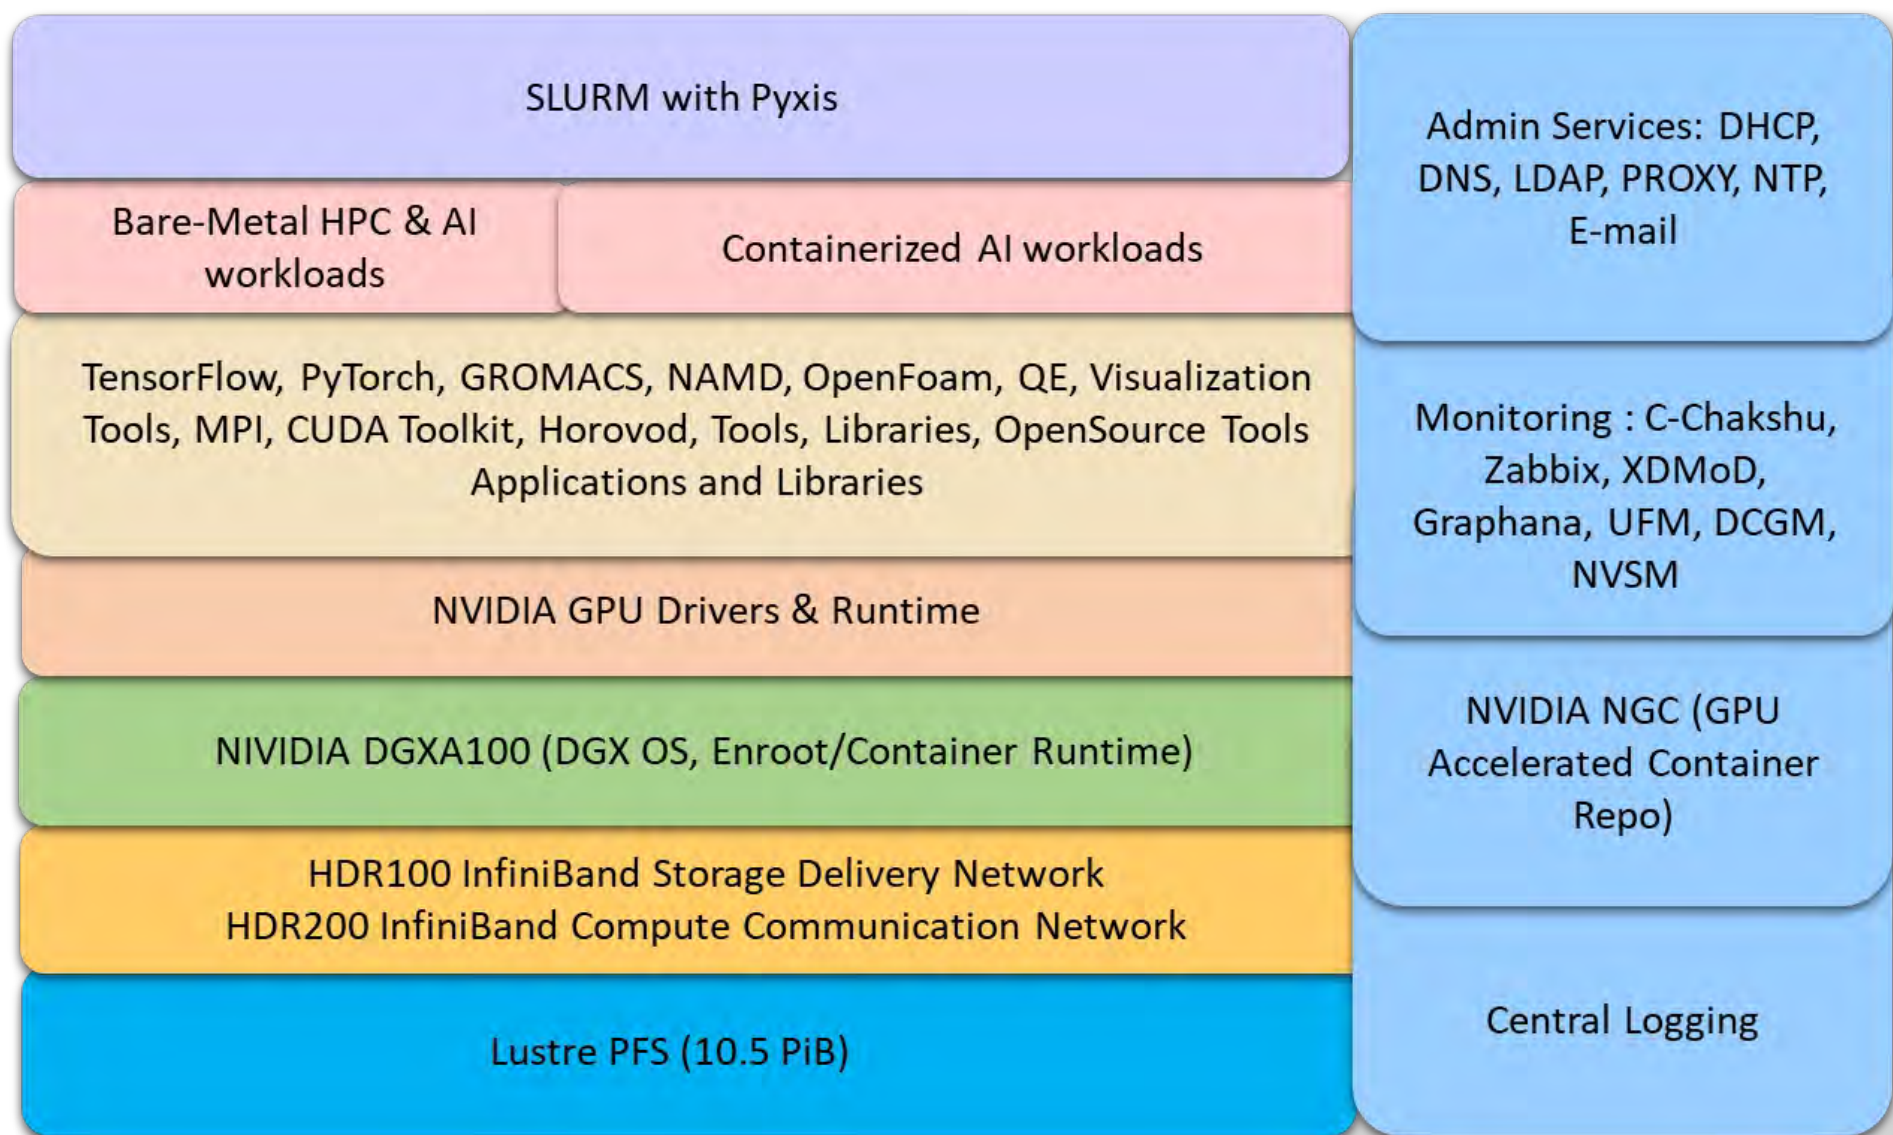 SLURM with Pyxis
Bare-Metal HPC & AI
workloads
Containerized AI workloads
TensorFlow, PyTorch, GROMACS, NAMD, OpenFoam, QE, Visualization
Tools, MPI, CUDA Toolkit, Horovod, Tools, Libraries, OpenSource Tools
Applications and Libraries
NVIDIA GPU Drivers & Runtime
NIVIDIA DGXA100 (DGX OS, Enroot/Container Runtime)
HDR100 InfiniBand Storage Delivery Network
HDR200 InfiniBand Compute Communication Network
Lustre PFS (10.5 PiB)
Admin Services: DHCP,
DNS, LDAP, PROXY, NTP,
E-mail
Monitoring : C-Chakshu,
Zabbix, XDMoD,
Graphana, UFM, DCGM,
NVSM
NVIDIA NGC (GPU
Accelerated Container
Repo)
Central Logging